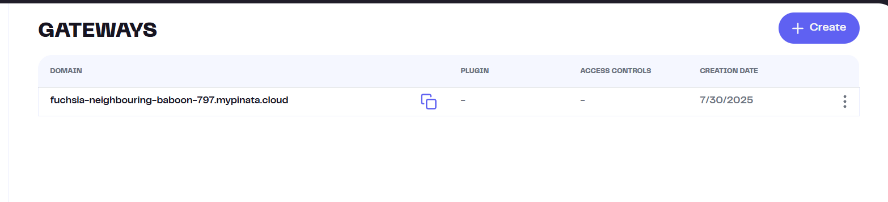 GATEWAYS
+ Create
DOMAIN PLUGIN ACCESS CONTROLS CREATION DATE
fuchsia-neighbouring-baboon-797.mypinata.cloud - - 7/30/2025